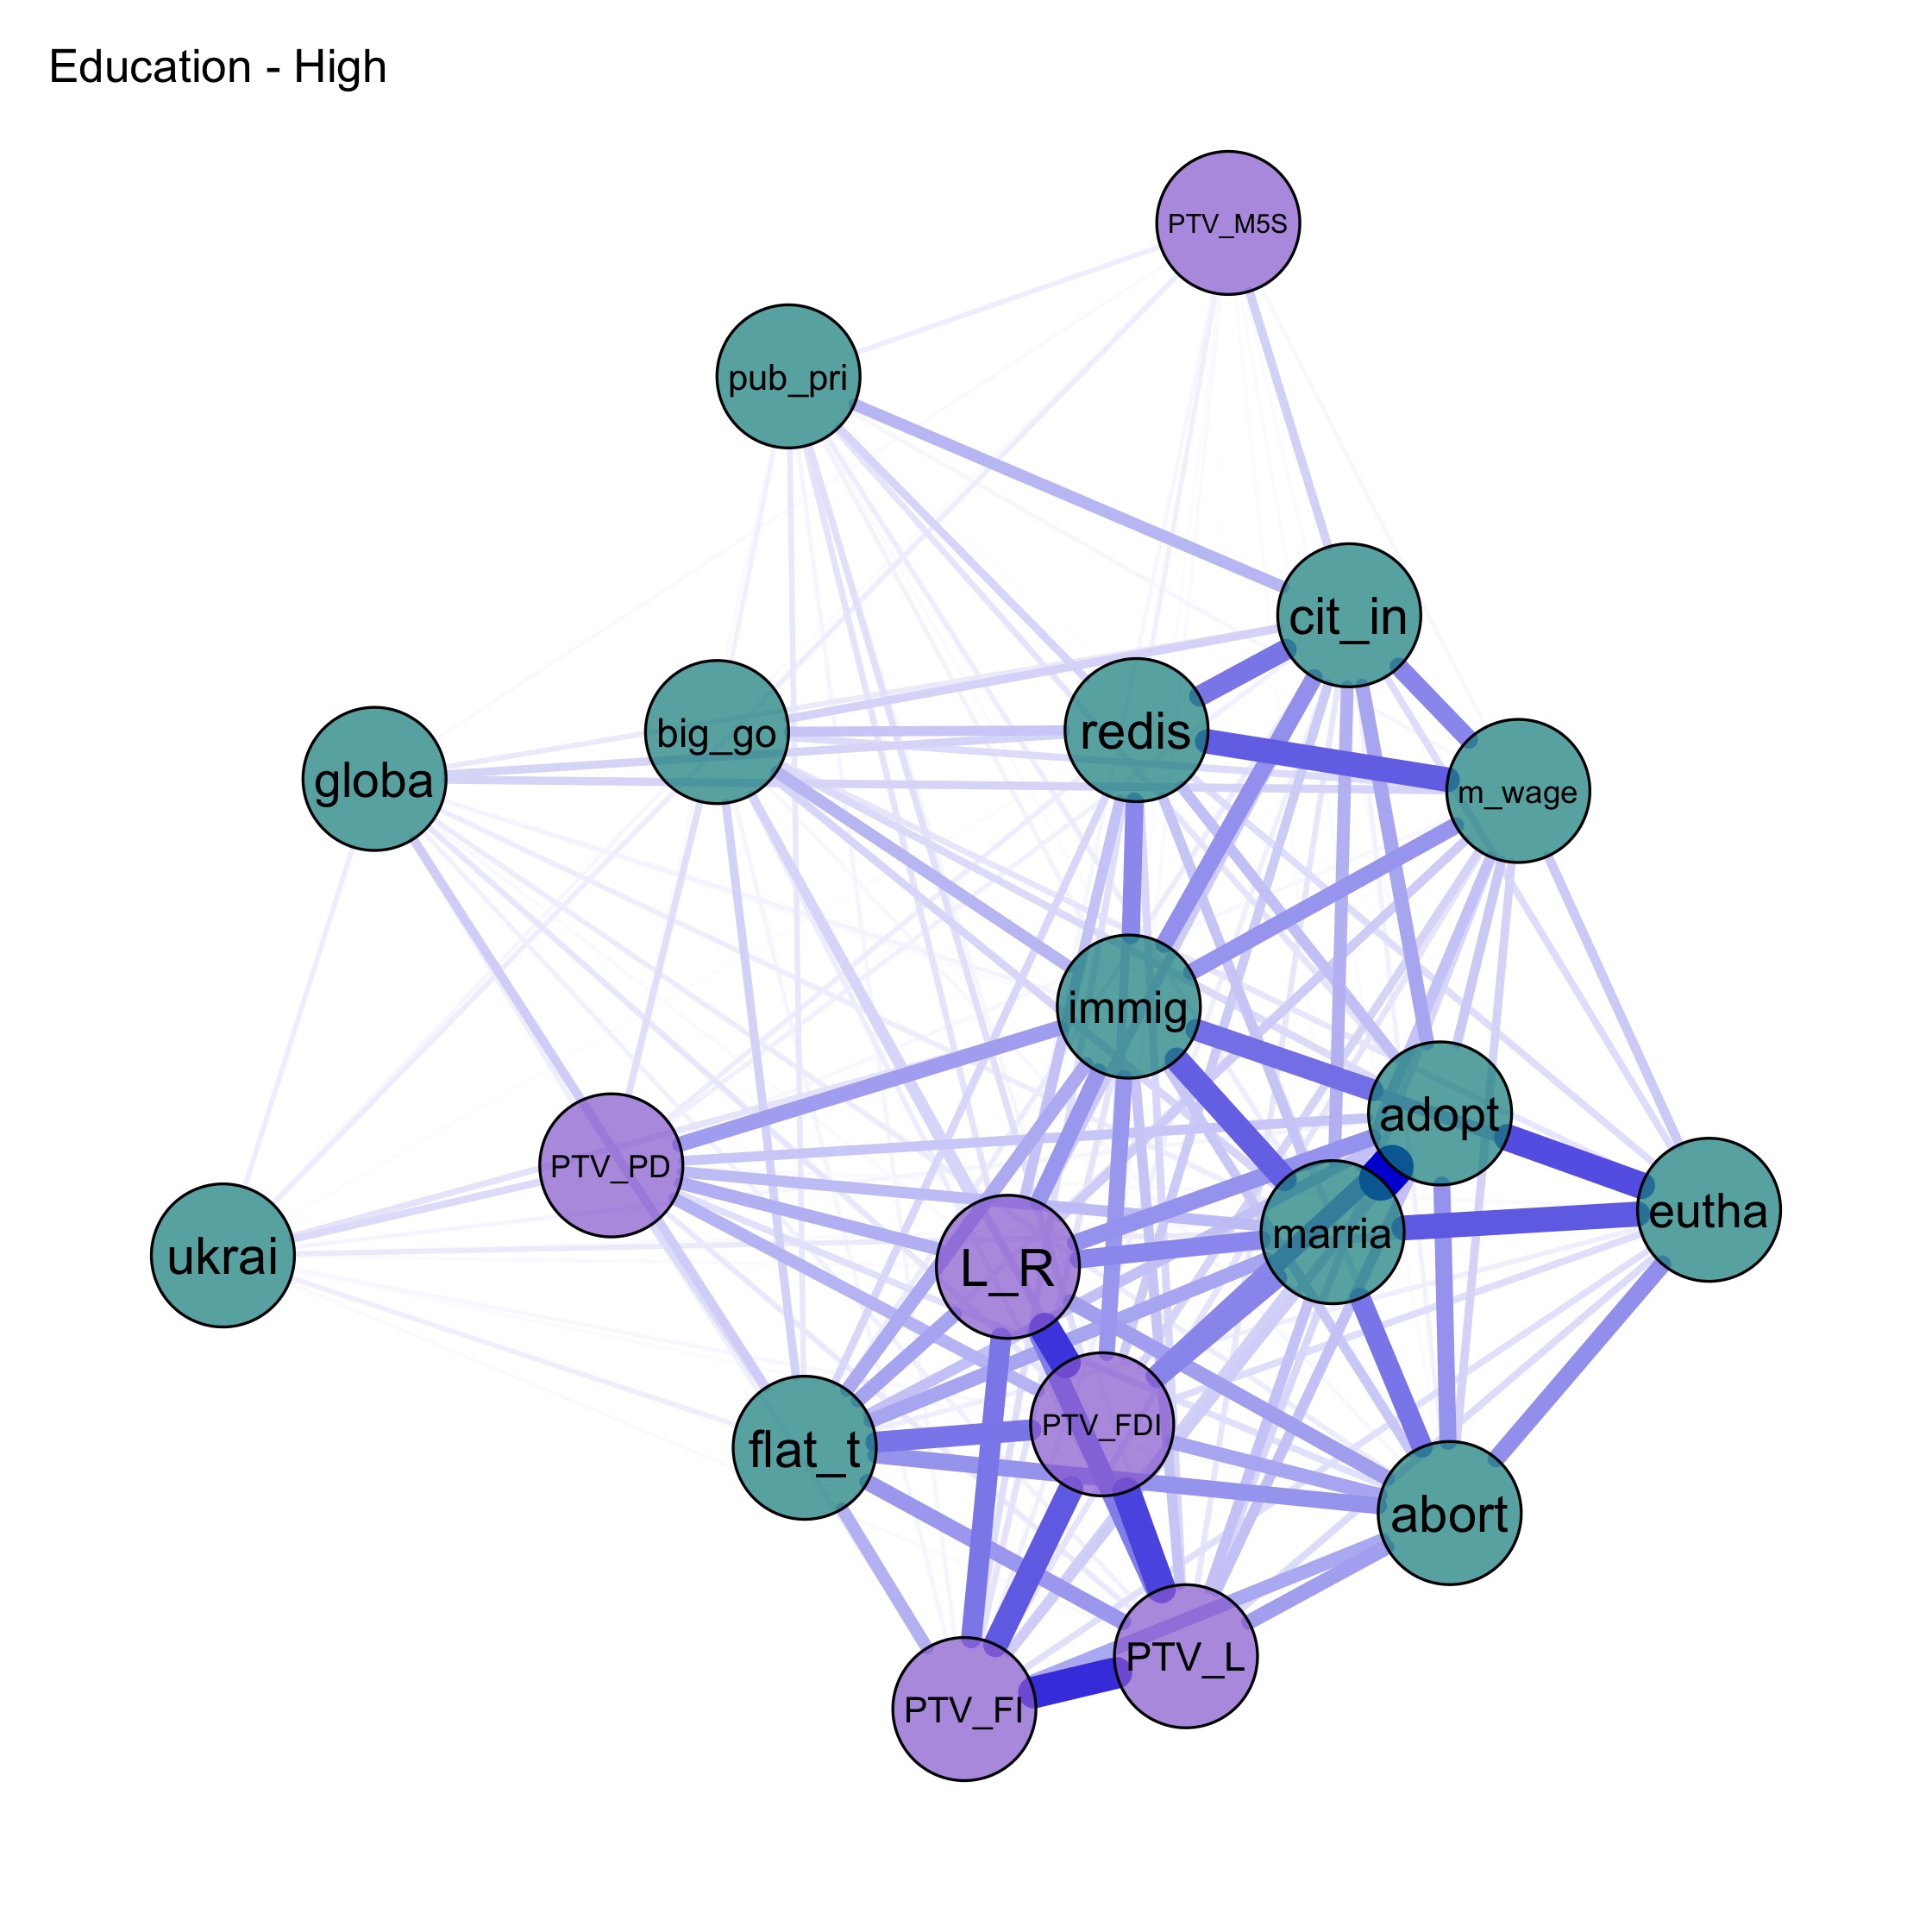 Education - High
PTV_M5S
pub_pri
cit_in
redis
big_go
globa
m_wage
immig
adopt
PTV_PD
eutha
marria
ukrai
L_R
PTV_FDI
flat_t
abort
PTV_L
PTV_FI